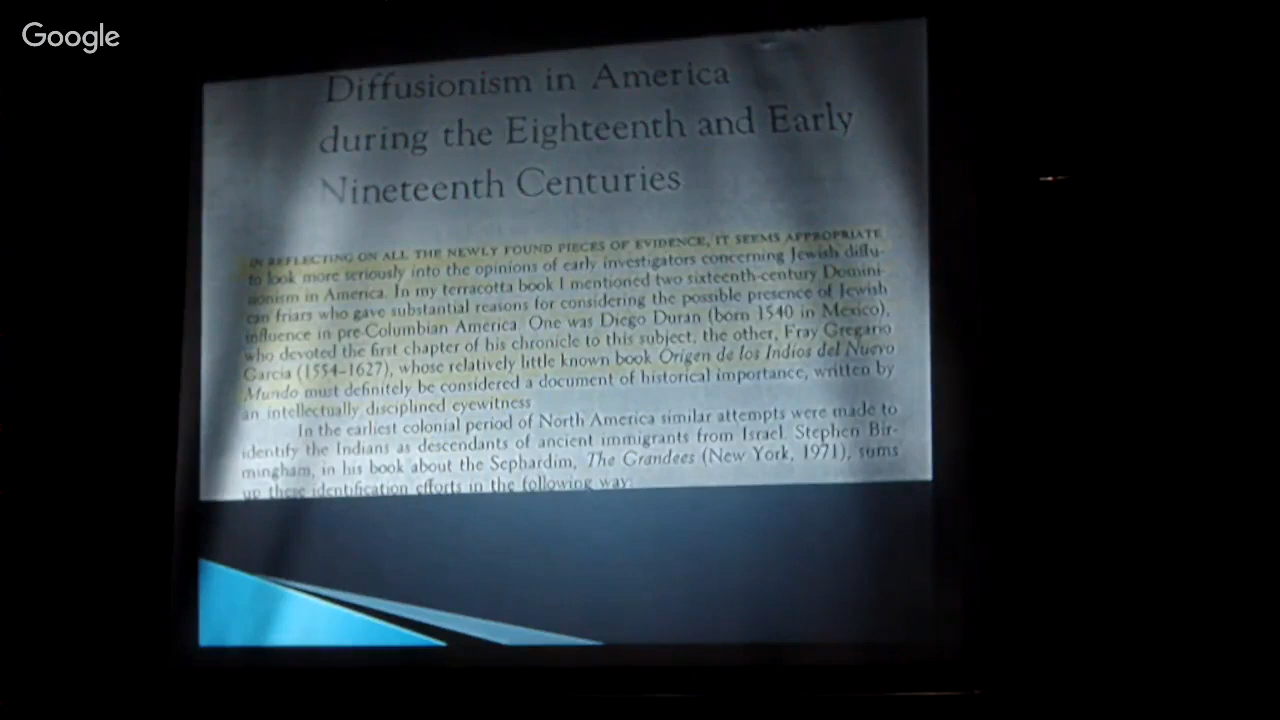 Google
Diffusionism in America
during the Eighteenth and Early
Nineteenth Centuries
IN REFLECTING ON ALL THE NEWLY FOUND PIECES OF EVIDENCE, IT SEEMS APPROPRIATE
to look more seriously into the opinions of early investigators concerning Jewish diffu-
sionism in America. In my terracotta book I mentioned two sixteenth-century Domini-
can friars who gave substantial reasons for considering the possible presence of Jewish
influence in pre-Columbian America. One was Diego Duran (born 1540 in Mexico),
who devoted the first chapter of his chronicle to this subject, the other, Fray Gregario
Garcia (1554–1627), whose relatively little known book Origen de los Indios del Nuevo
Mundo must definitely be considered a document of historical importance, written by
an intellectually disciplined eyewitness
In the earliest colonial period of North America similar attempts were made to
identify the Indians as descendants of ancient immigrants from Israel. Stephen Bir-
mingham, in his book about the Sephardim, The Grandees (New York, 1971), sums
up these identification efforts in the following way: